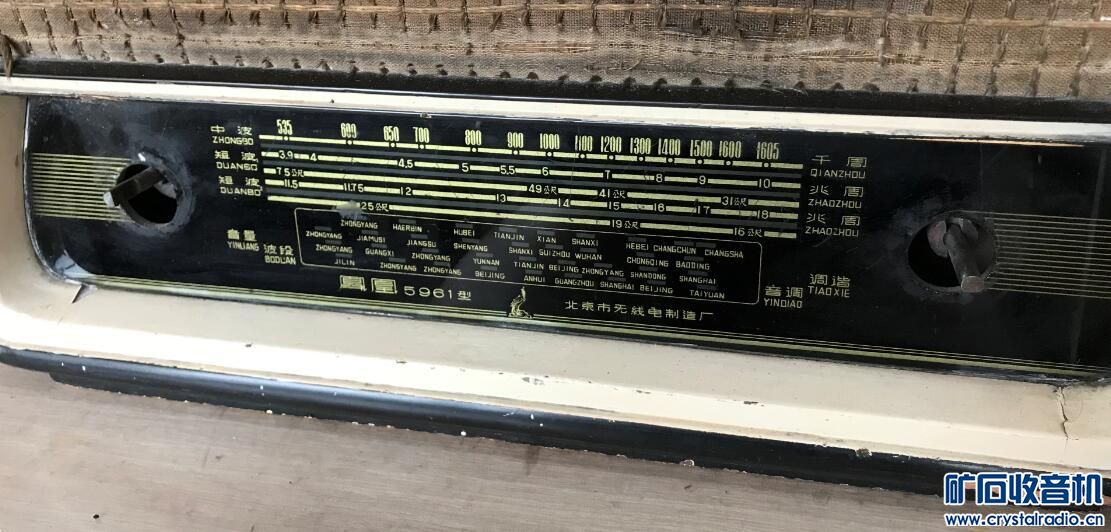 中波 535 600 650 700 800 900 1000 1100 1200 1300 1400 1500 1600 1605 千周
ZHONGBO QIANZHOU
短波 3.9 4 4.5 5 5.5 6 7 8 9 10 兆周
DUANBO 7.5公尺 49公尺 41公尺 31公尺 ZHAOZHOU
短波 11.5 11.75 12 13 14 15 16 17 18 兆周
DUANBO 25公尺 19公尺 16公尺 ZHAOZHOU
音量 波段
YINLIANG BODUAN
ZHONGYANG HAERBIN HUBEI TIANJIN XIAN SHANXI HEBEI CHANGCHUN CHANGSHA
ZHONGYANG JIAMUSI JIANGSU SHENYANG SHANXI GUIZHOU WUHAN CHONGQING BAODING
ZHONGYANG GUANGXI ZHONGYANG YUNNAN TIANJIN BEIJING ZHONGYANG SHANDONG SHANGHAI
JILIN ZHONGYANG ZHONGYANG BEIJING ANHUI GUANGZHOU SHANGHAI BEIJING TAIYUAN
音调 调谐
YINDIAO TIAOXIE
鳳凰 5961型 北京市无线电制造厂
矿石收音机
www.crystalradio.cn